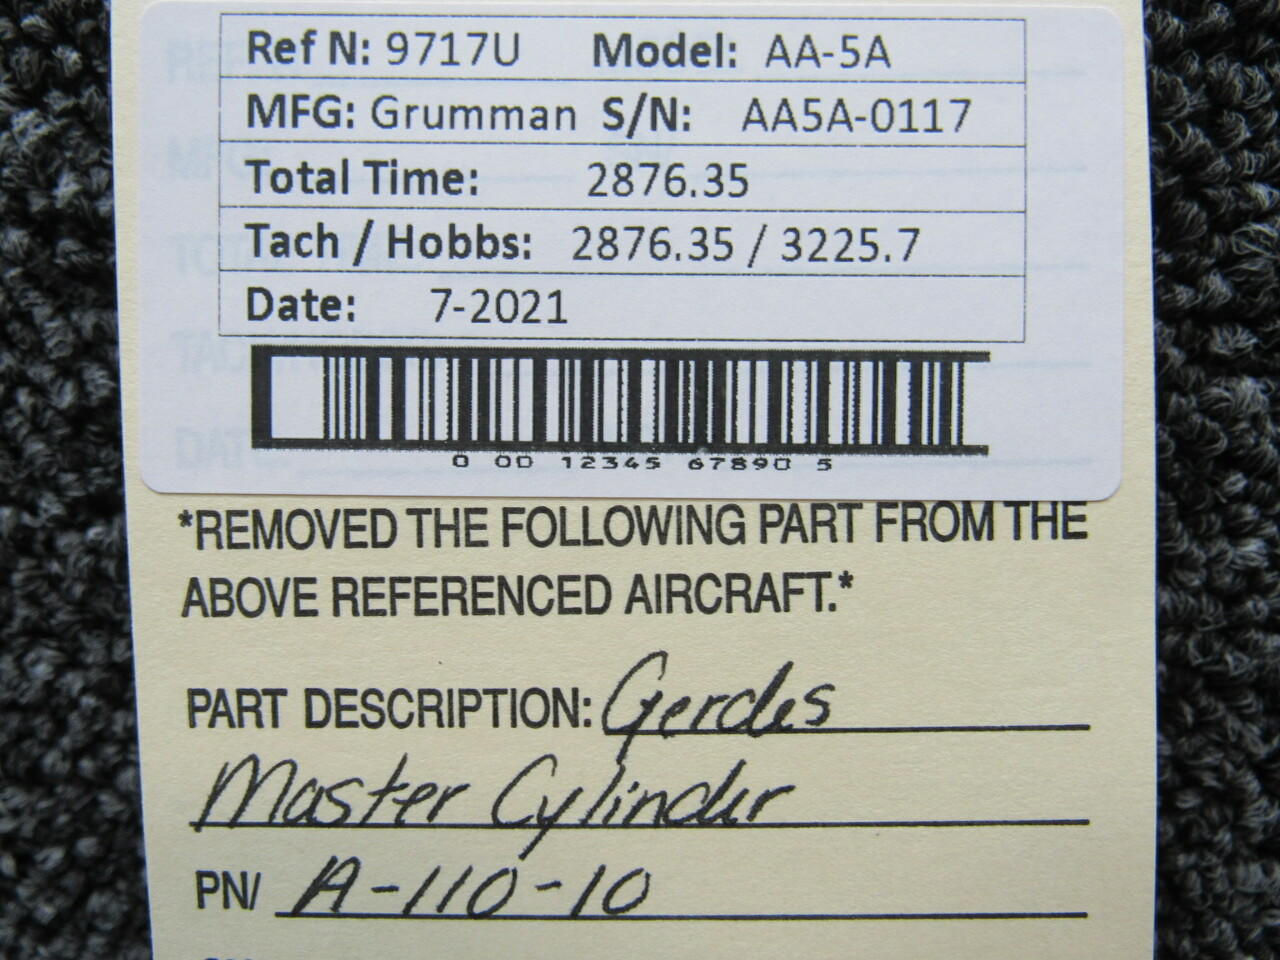 Ref N: 9717U Model: AA-5A
MFG: Grumman S/N: AA5A-0117
Total Time: 2876.35
Tach / Hobbs: 2876.35 / 3225.7
Date: 7-2021
0 00 12345 67890 5
*REMOVED THE FOLLOWING PART FROM THE
ABOVE REFERENCED AIRCRAFT.*
PART DESCRIPTION: Gerdes
Master Cylinder
PN/ A-110-10